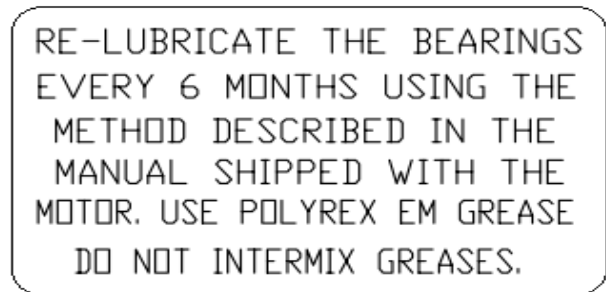 RE-LUBRICATE THE BEARINGS
EVERY 6 MONTHS USING THE
METHOD DESCRIBED IN THE
MANUAL SHIPPED WITH THE
MOTOR. USE POLYREX EM GREASE
DO NOT INTERMIX GREASES.